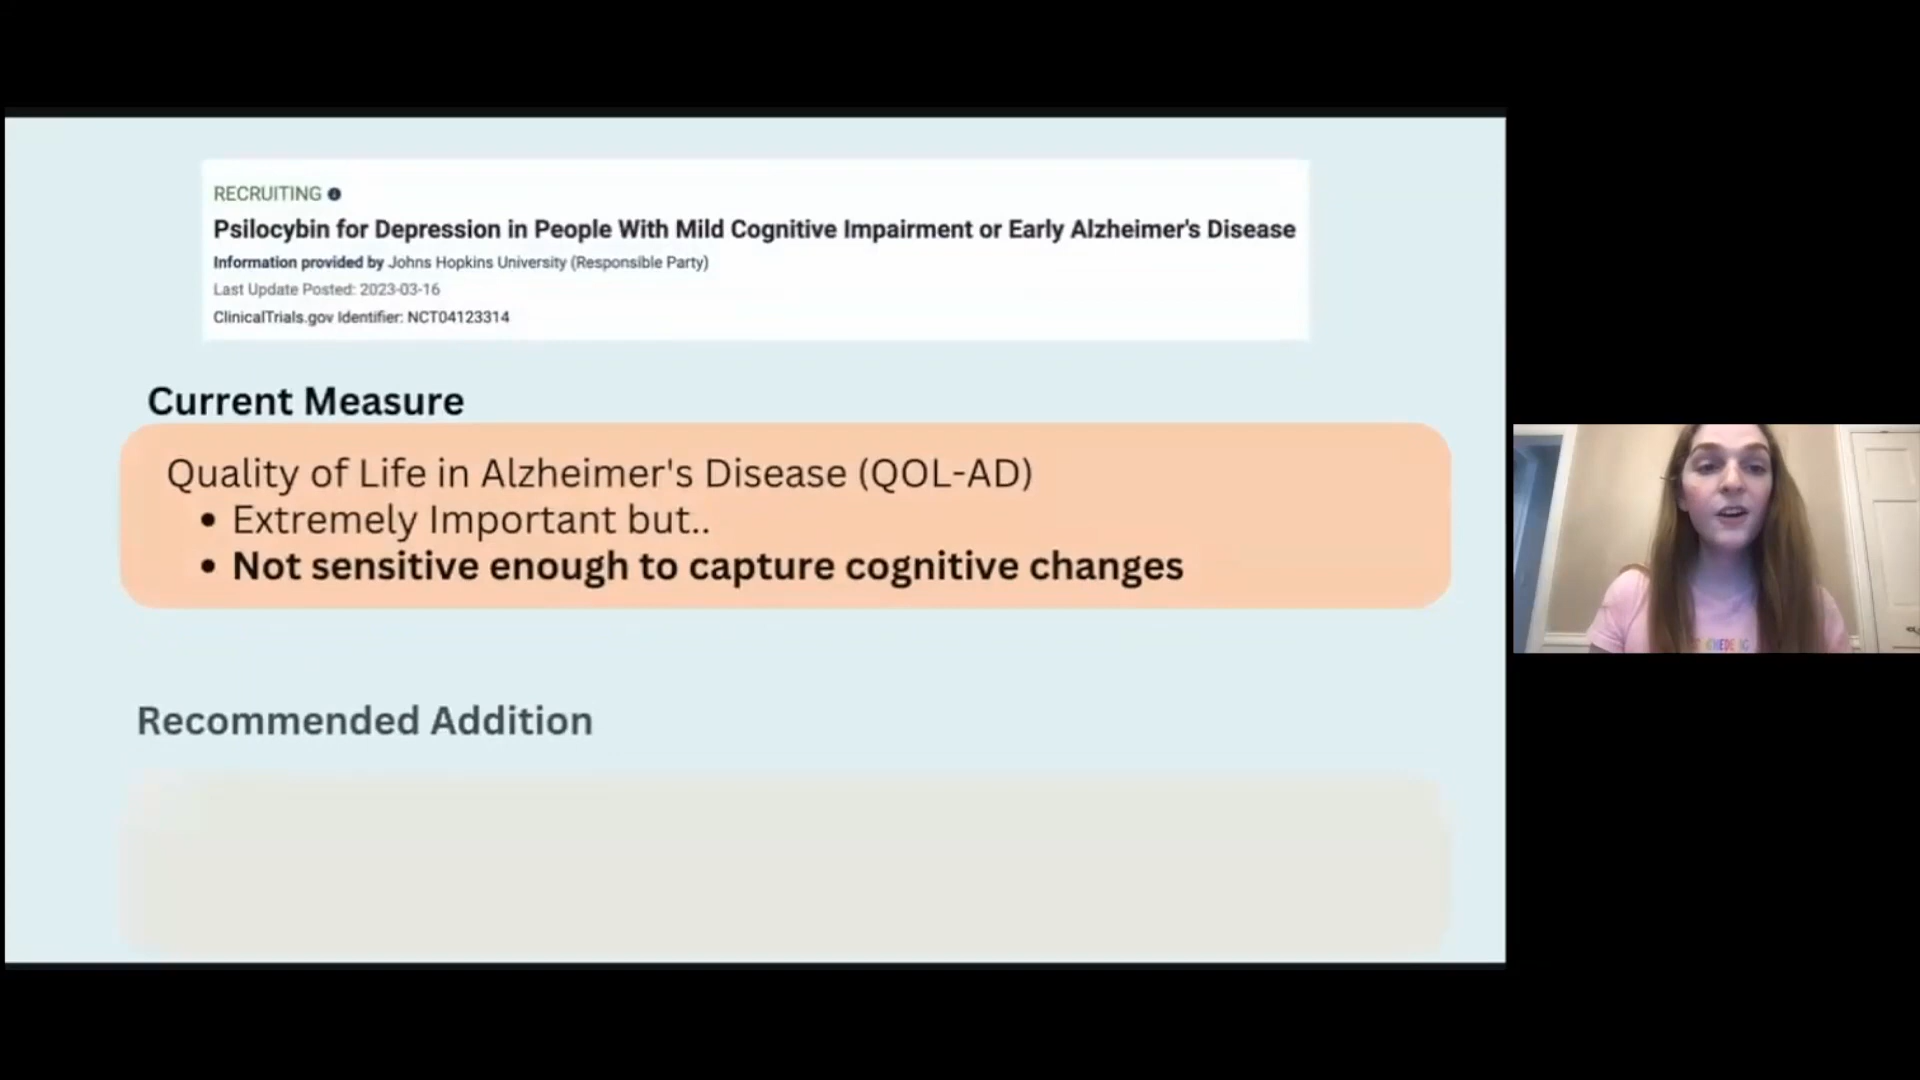 RECRUITING
Psilocybin for Depression in People With Mild Cognitive Impairment or Early Alzheimer's Disease
Information provided by Johns Hopkins University (Responsible Party)
Last Update Posted: 2023-03-16
ClinicalTrials.gov Identifier: NCT04123314
Current Measure
Quality of Life in Alzheimer's Disease (QOL-AD)
• Extremely Important but..
• Not sensitive enough to capture cognitive changes
Recommended Addition